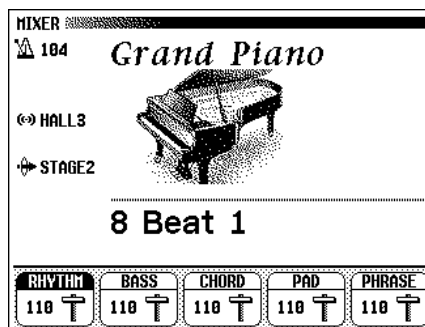 MIXER
104
Grand Piano
HALL3
STAGE2
8 Beat 1
RHYTHM BASS CHORD PAD PHRASE
110 110 110 110 110